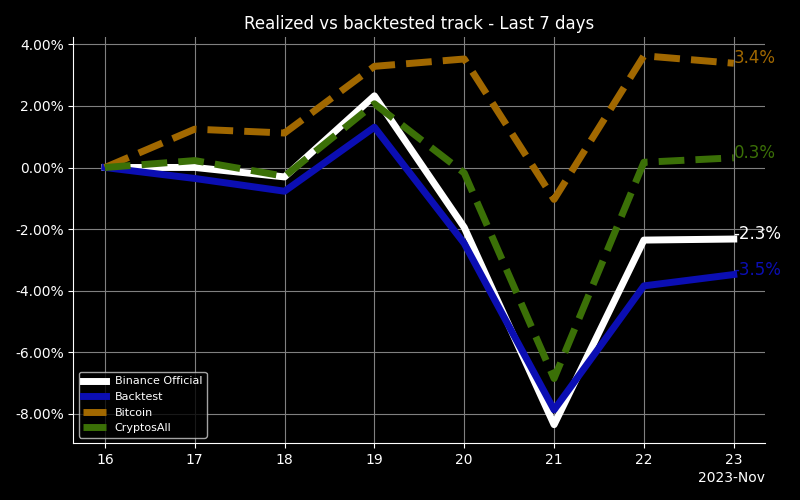 Realized vs backtested track - Last 7 days
4.00%
2.00%
0.00%
-2.00%
-4.00%
-6.00%
-8.00%
3.4%
0.3%
-2.3%
-3.5%
Binance Official
Backtest
Bitcoin
CryptosAll
16 17 18 19 20 21 22 23
2023-Nov